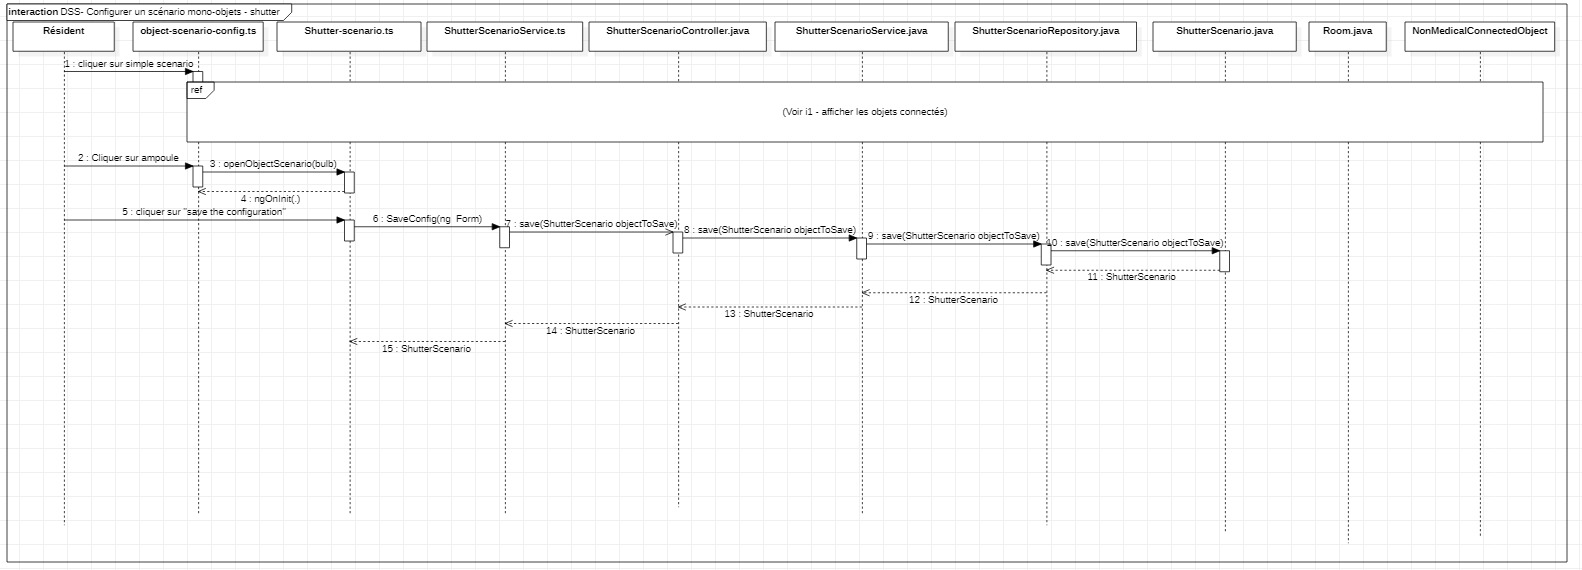 interaction DSS- Configurer un scénario mono-objets - shutter
Résident
object-scenario-config.ts
Shutter-scenario.ts
ShutterScenarioService.ts
ShutterScenarioController.java
ShutterScenarioService.java
ShutterScenarioRepository.java
ShutterScenario.java
Room.java
NonMedicalConnectedObject
1 : cliquer sur simple scenario
ref
(Voir i1 - afficher les objets connectés)
2 : Cliquer sur ampoule
3 : openObjectScenario(bulb)
4 : ngOnInit(.)
5 : cliquer sur "save the configuration"
6 : SaveConfig(ng Form)
7 : save(ShutterScenario objectToSave)
8 : save(ShutterScenario objectToSave)
9 : save(ShutterScenario objectToSave)
10 : save(ShutterScenario objectToSave)
11 : ShutterScenario
12 : ShutterScenario
13 : ShutterScenario
14 : ShutterScenario
15 : ShutterScenario